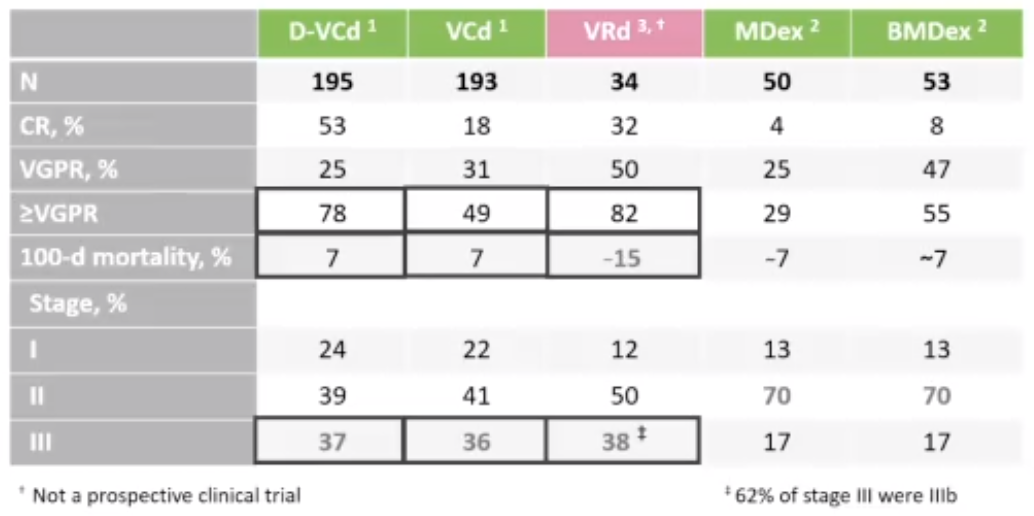 D-VCd ¹ VCd ¹ VRd ³, † MDex ² BMDex ²
N 195 193 34 50 53
CR, % 53 18 32 4 8
VGPR, % 25 31 50 25 47
≥VGPR 78 49 82 29 55
100-d mortality, % 7 7 -15 -7 ~7
Stage, %
I 24 22 12 13 13
II 39 41 50 70 70
III 37 36 38 ‡ 17 17
† Not a prospective clinical trial
‡ 62% of stage III were IIIb